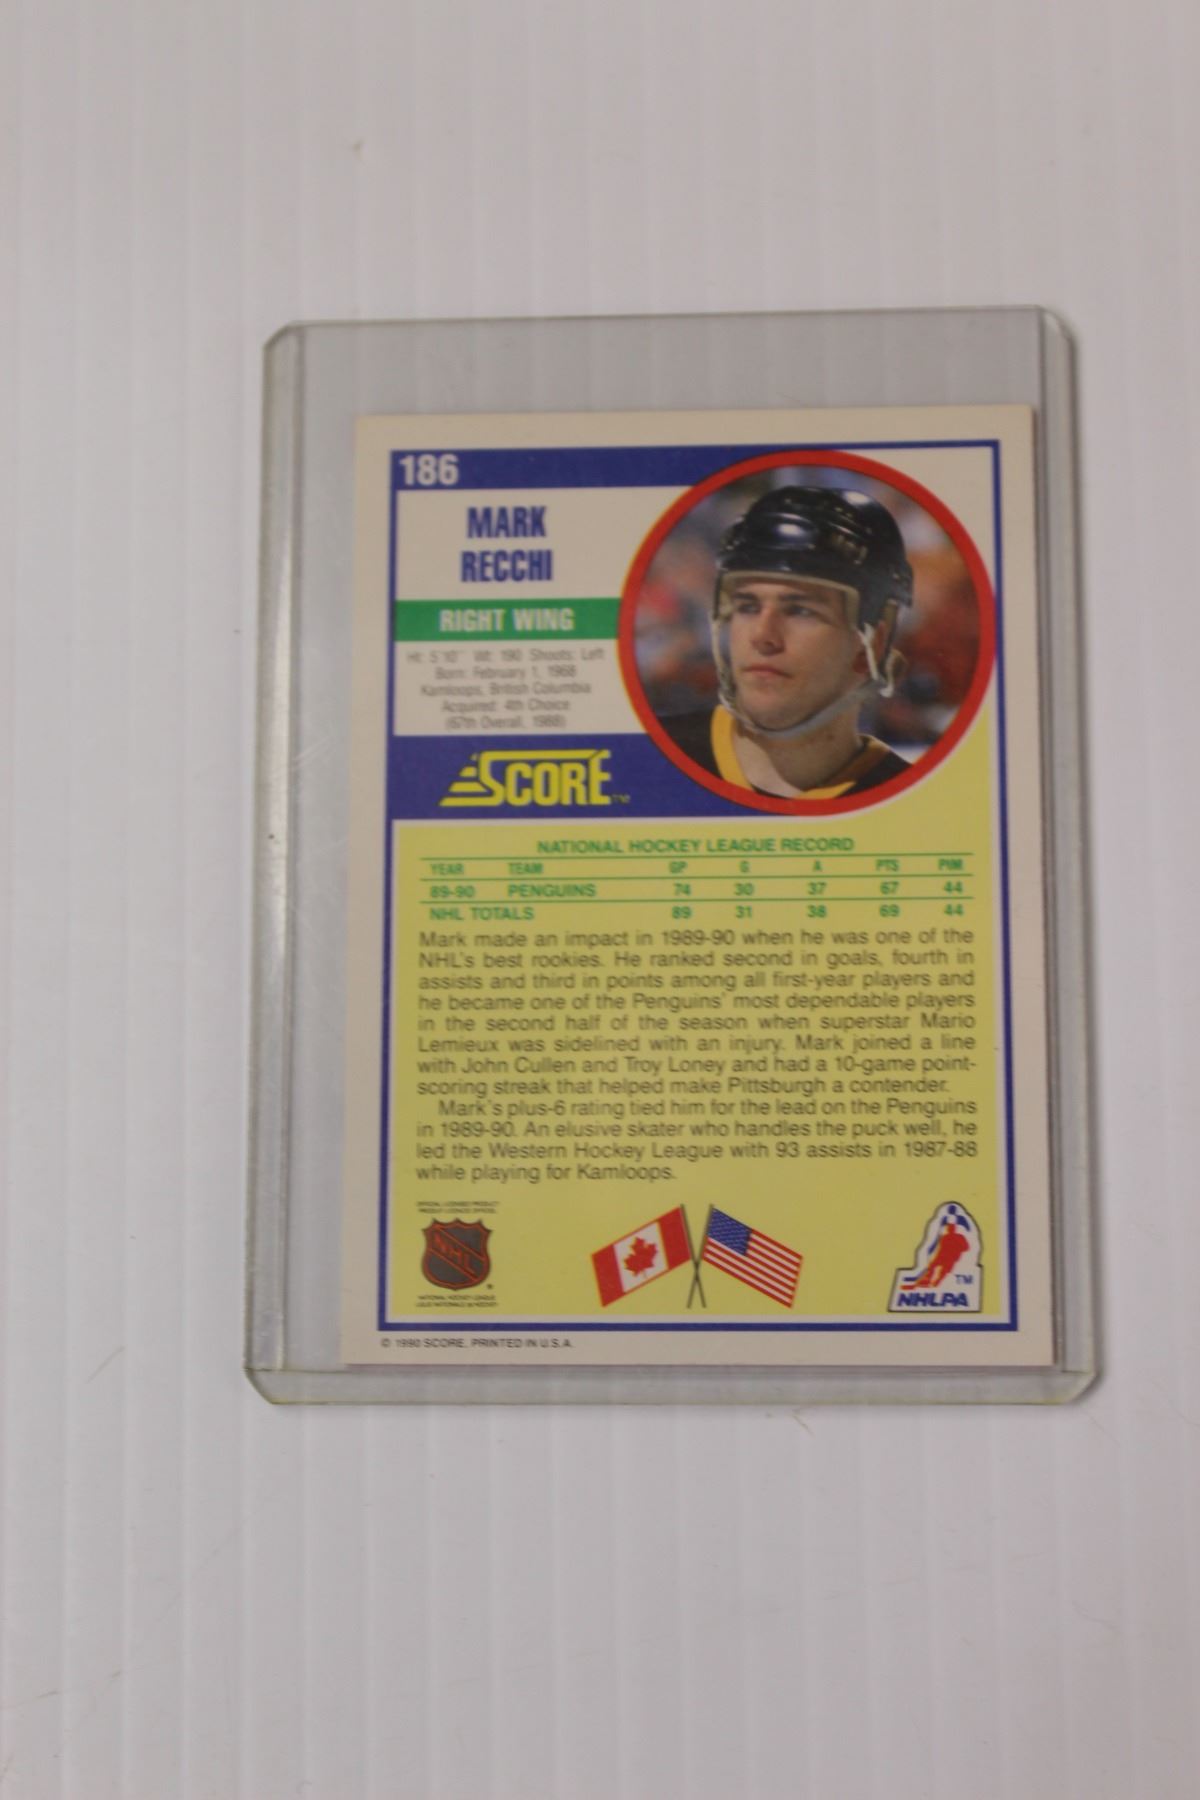 186
MARK
RECCHI
RIGHT WING
Ht: 5'10" Wt: 190 Shoots: Left
Born: February 1, 1968
Kamloops, British Columbia
Acquired: 4th Choice
(67th Overall, 1988)
SCORE™
NATIONAL HOCKEY LEAGUE RECORD
YEAR TEAM GP G A PTS PIM
89-90 PENGUINS 74 30 37 67 44
NHL TOTALS 89 31 38 69 44
Mark made an impact in 1989-90 when he was one of the
NHL's best rookies. He ranked second in goals, fourth in
assists and third in points among all first-year players and
he became one of the Penguins' most dependable players
in the second half of the season when superstar Mario
Lemieux was sidelined with an injury. Mark joined a line
with John Cullen and Troy Loney and had a 10-game point-
scoring streak that helped make Pittsburgh a contender.
Mark's plus-6 rating tied him for the lead on the Penguins
in 1989-90. An elusive skater who handles the puck well, he
led the Western Hockey League with 93 assists in 1987-88
while playing for Kamloops.
NHL
TM
NHLPA
© 1990 SCORE, PRINTED IN U.S.A.